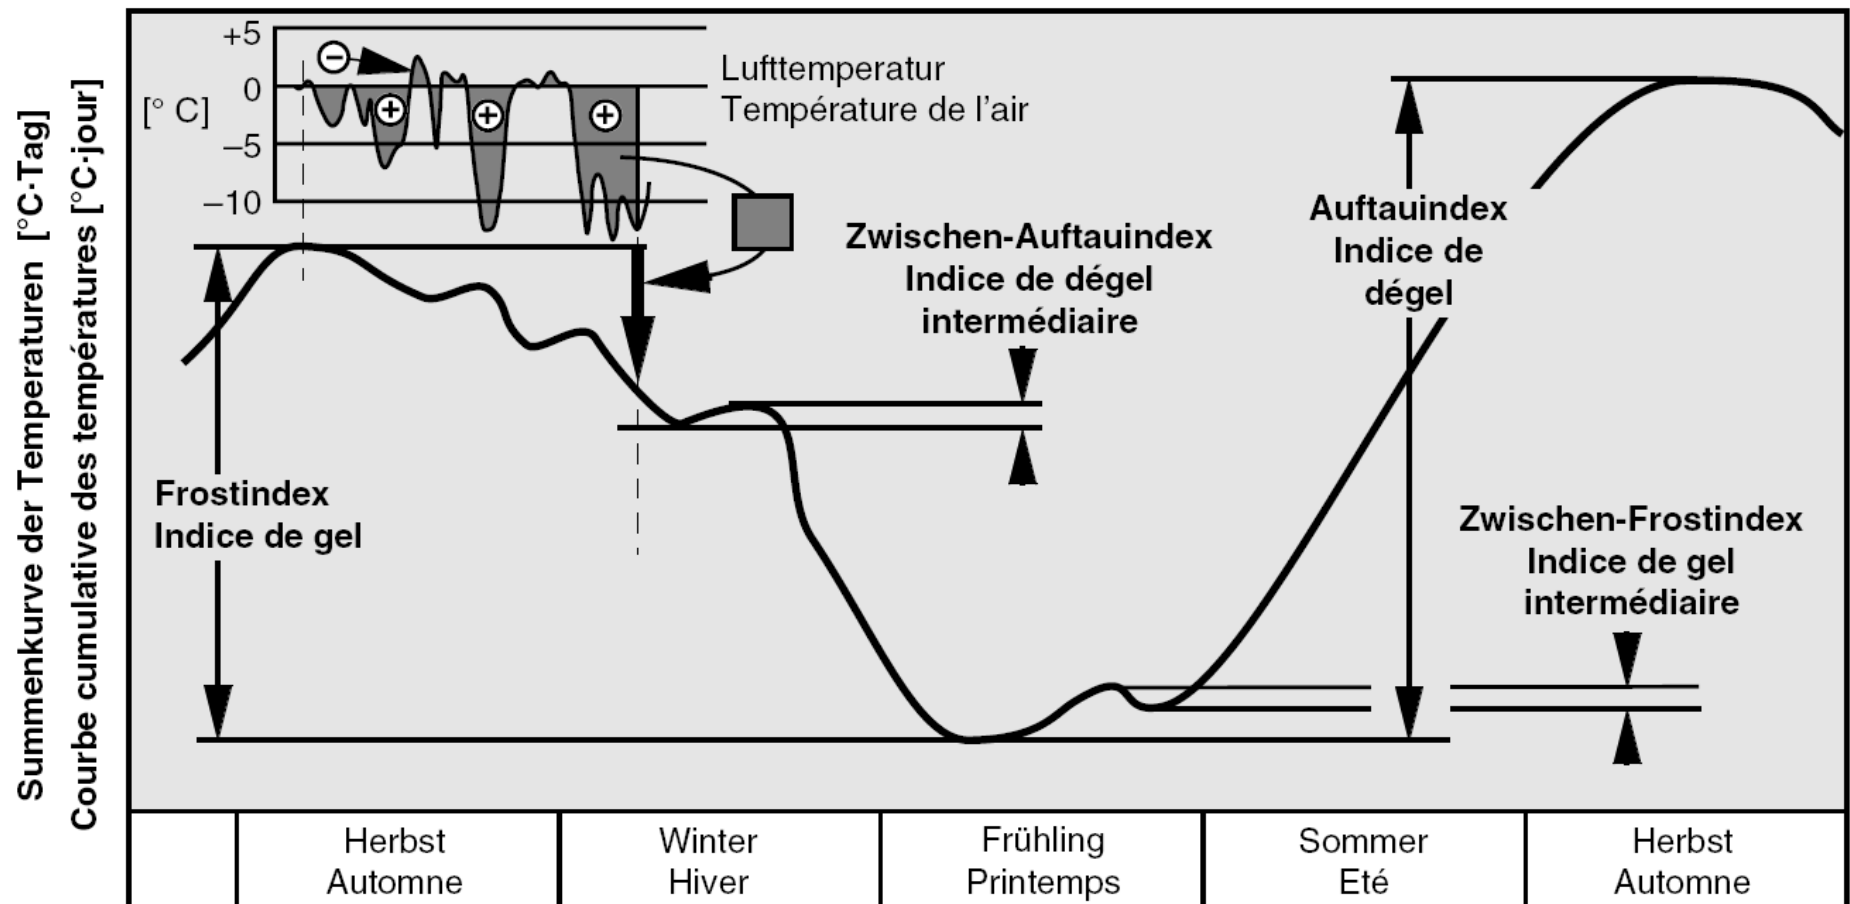 Summenkurve der Temperaturen [°C·Tag]
Courbe cumulative des températures [°C·jour]
+5
0
[° C]
−5
−10
−
+
+
+
Lufttemperatur
Température de l'air
Zwischen-Auftauindex
Indice de dégel
intermédiaire
Auftauindex
Indice de
dégel
Frostindex
Indice de gel
Zwischen-Frostindex
Indice de gel
intermédiaire
Herbst
Automne
Winter
Hiver
Frühling
Printemps
Sommer
Eté
Herbst
Automne